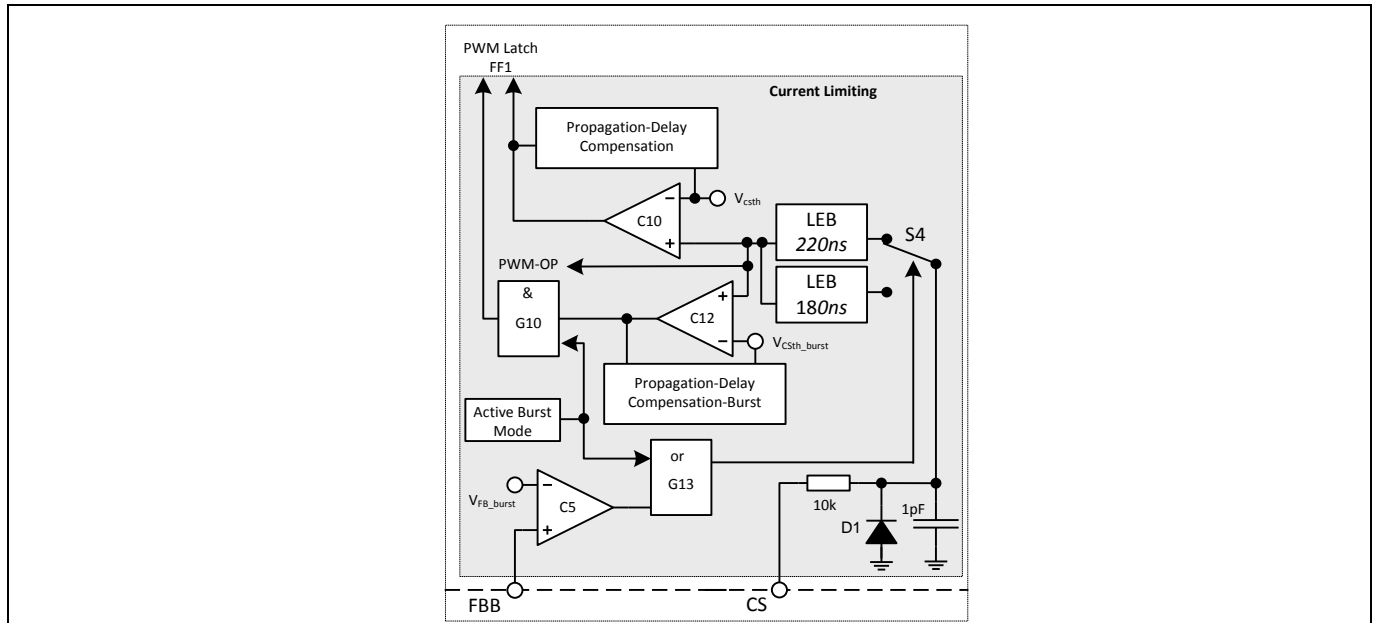 PWM Latch
FF1
Current Limiting
Propagation-Delay
Compensation
Vcsth
C10
LEB
220ns
S4
PWM-OP
LEB
180ns
&
G10
C12
VCSth_burst
Propagation-Delay
Compensation-Burst
Active Burst
Mode
or
G13
VFB_burst
C5
10k
1pF
D1
FBB
CS